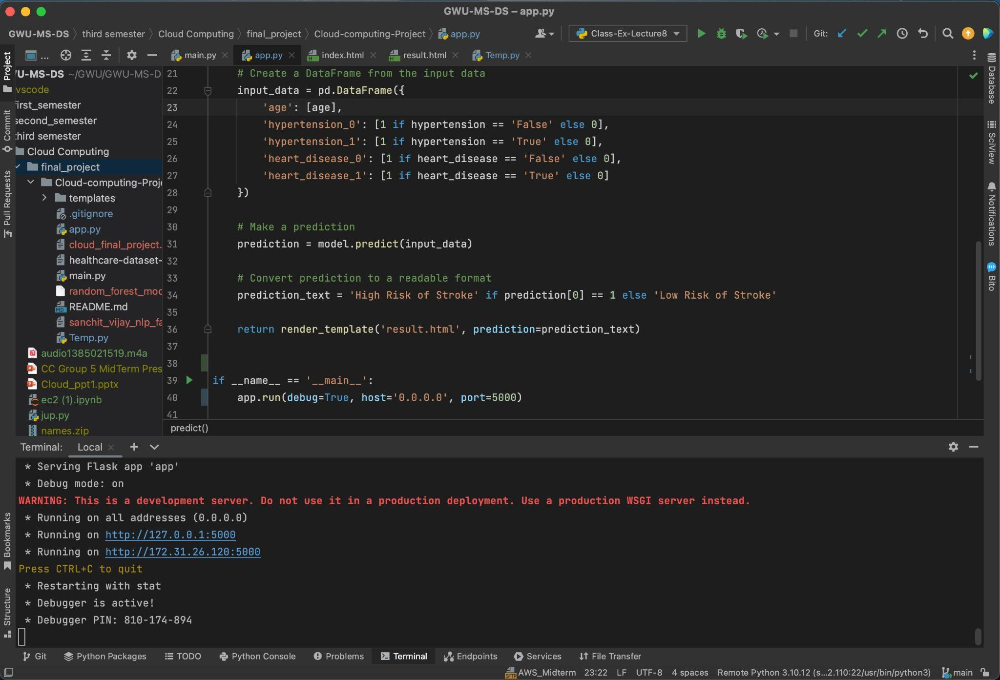 GWU-MS-DS – app.py
GWU-MS-DS third semester Cloud Computing final_project Cloud-computing-Project app.py
Class-Ex-Lecture8
Git:
...
main.py
app.py
index.html
result.html
Temp.py
Project
Commit
Pull Requests
Bookmarks
Structure
U-MS-DS ~/GWU/GWU-MS-D
vscode
first_semester
second_semester
third semester
Cloud Computing
final_project
Cloud-computing-Proj
templates
.gitignore
app.py
cloud_final_project.
healthcare-dataset-
main.py
random_forest_mod
README.md
sanchit_vijay_nlp_fa
Temp.py
audio1385021519.m4a
CC Group 5 MidTerm Pres
Cloud_ppt1.pptx
ec2 (1).ipynb
jup.py
names.zip
21 # Create a DataFrame from the input data
22 input_data = pd.DataFrame({
23 'age': [age],
24 'hypertension_0': [1 if hypertension == 'False' else 0],
25 'hypertension_1': [1 if hypertension == 'True' else 0],
26 'heart_disease_0': [1 if heart_disease == 'False' else 0],
27 'heart_disease_1': [1 if heart_disease == 'True' else 0]
28 })
29
30 # Make a prediction
31 prediction = model.predict(input_data)
32
33 # Convert prediction to a readable format
34 prediction_text = 'High Risk of Stroke' if prediction[0] == 1 else 'Low Risk of Stroke'
35
36 return render_template('result.html', prediction=prediction_text)
37
38
39 if __name__ == '__main__':
40 app.run(debug=True, host='0.0.0.0', port=5000)
41
predict()
Database
SciView
Notifications
Bito
Terminal: Local
* Serving Flask app 'app'
* Debug mode: on
WARNING: This is a development server. Do not use it in a production deployment. Use a production WSGI server instead.
* Running on all addresses (0.0.0.0)
* Running on http://127.0.0.1:5000
* Running on http://172.31.26.120:5000
Press CTRL+C to quit
* Restarting with stat
* Debugger is active!
* Debugger PIN: 810-174-894
Git Python Packages TODO Python Console Problems Terminal Endpoints Services File Transfer
SFTP AWS_Midterm 23:22 LF UTF-8 4 spaces Remote Python 3.10.12 (s...2.110:22/usr/bin/python3) main